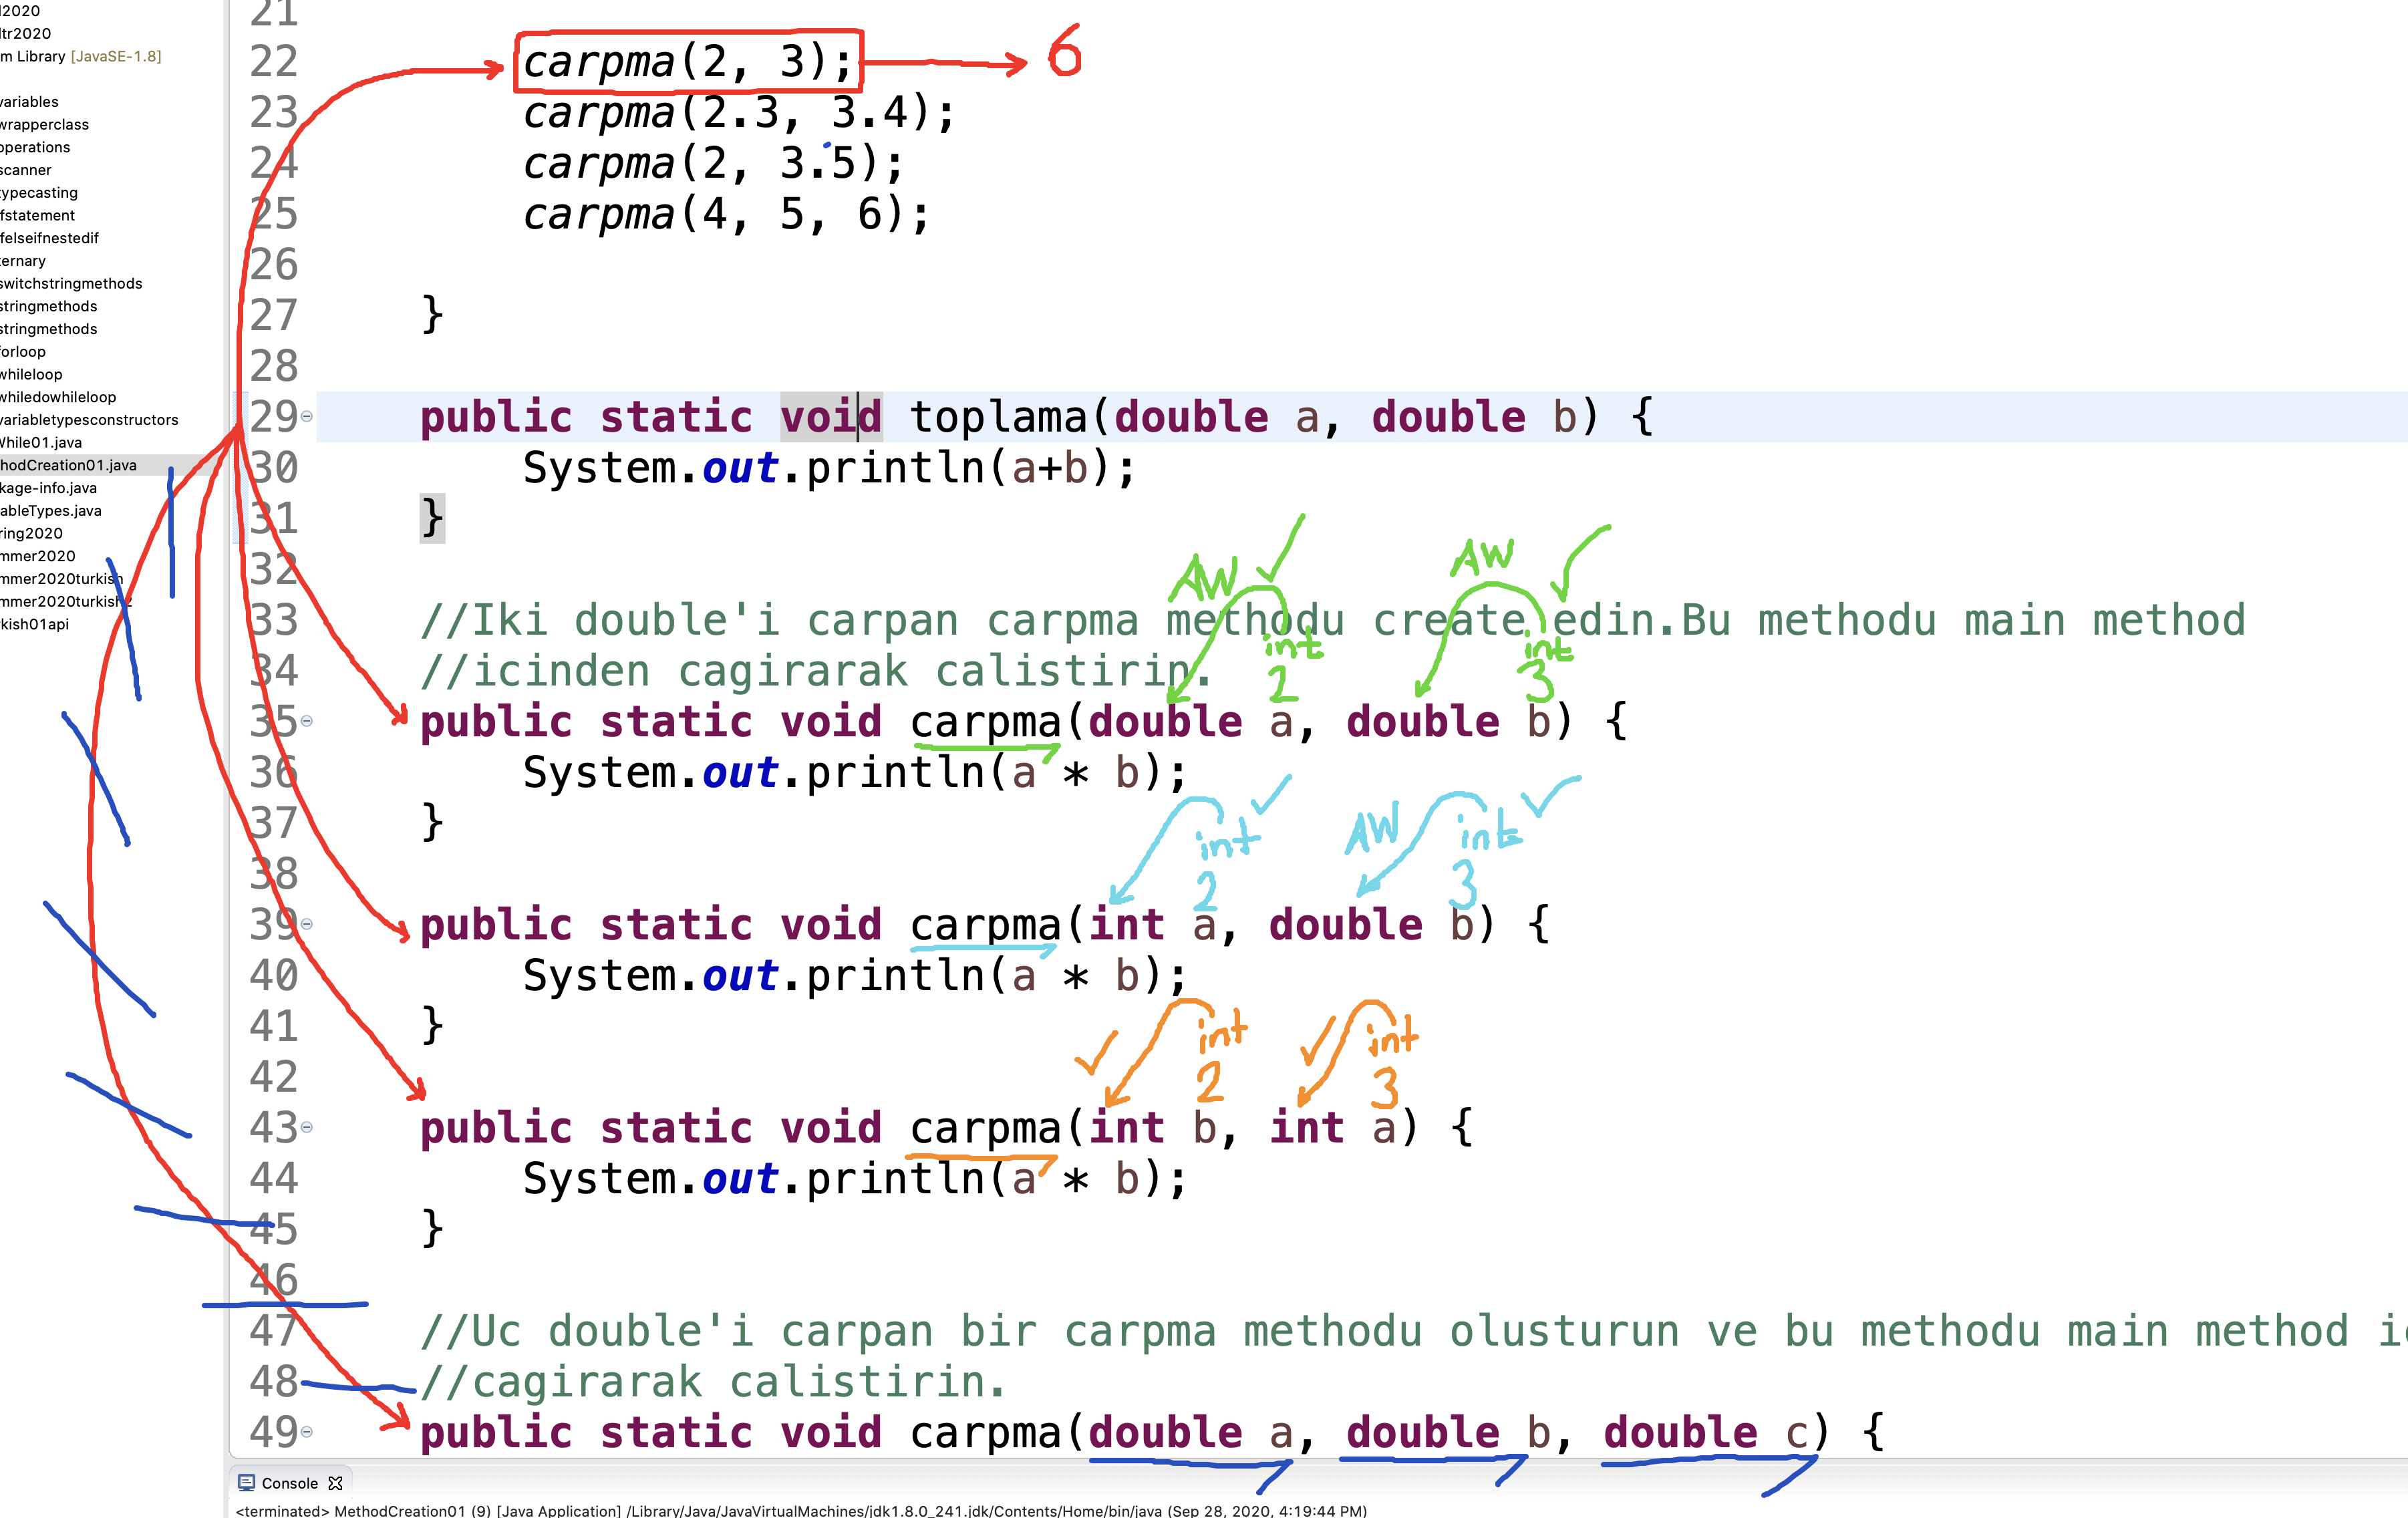 l2020
ltr2020
m Library [JavaSE-1.8]
variables
wrapperclass
operations
scanner
typecasting
fstatement
felseifnestedif
ternary
switchstringmethods
stringmethods
stringmethods
forloop
whileloop
whiledowhileloop
variabletypesconstructors
While01.java
hodCreation01.java
kage-info.java
ableTypes.java
ring2020
mmer2020
mmer2020turkish
mmer2020turkish2
kish01api
21
22 carpma(2, 3); 6
23 carpma(2.3, 3.4);
24 carpma(2, 3.5);
25 carpma(4, 5, 6);
26
27 }
28
29 public static void toplama(double a, double b) {
30 System.out.println(a+b);
31 }
AW AW
32
33 //Iki double'i carpan carpma methodu create edin.Bu methodu main method
int int
34 //icinden cagirarak calistirin.
2 3
35 public static void carpma(double a, double b) {
36 System.out.println(a * b);
37 }
int AW int
38
2 3
39 public static void carpma(int a, double b) {
40 System.out.println(a * b);
41 }
int int
42
2 3
43 public static void carpma(int b, int a) {
44 System.out.println(a * b);
45 }
46
47 //Uc double'i carpan bir carpma methodu olusturun ve bu methodu main method ic
48 //cagirarak calistirin.
49 public static void carpma(double a, double b, double c) {
Console
<terminated> MethodCreation01 (9) [Java Application] /Library/Java/JavaVirtualMachines/jdk1.8.0_241.jdk/Contents/Home/bin/java (Sep 28, 2020, 4:19:44 PM)